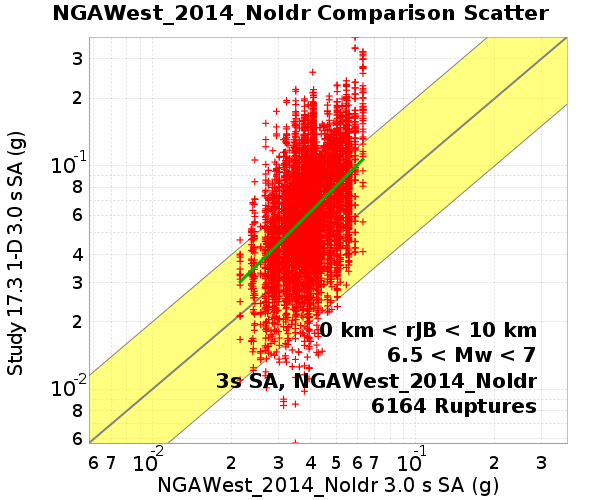 NGAWest_2014_NoIdr Comparison Scatter
Study 17.3 1-D 3.0 s SA (g)
3
2
10⁻¹
8
6
4
3
2
10⁻²
8
6
0 km < rJB < 10 km
6.5 < Mw < 7
3s SA, NGAWest_2014_NoIdr
6164 Ruptures
6 7 10⁻² 2 3 4 5 6 7 10⁻¹ 2 3
NGAWest_2014_NoIdr 3.0 s SA (g)